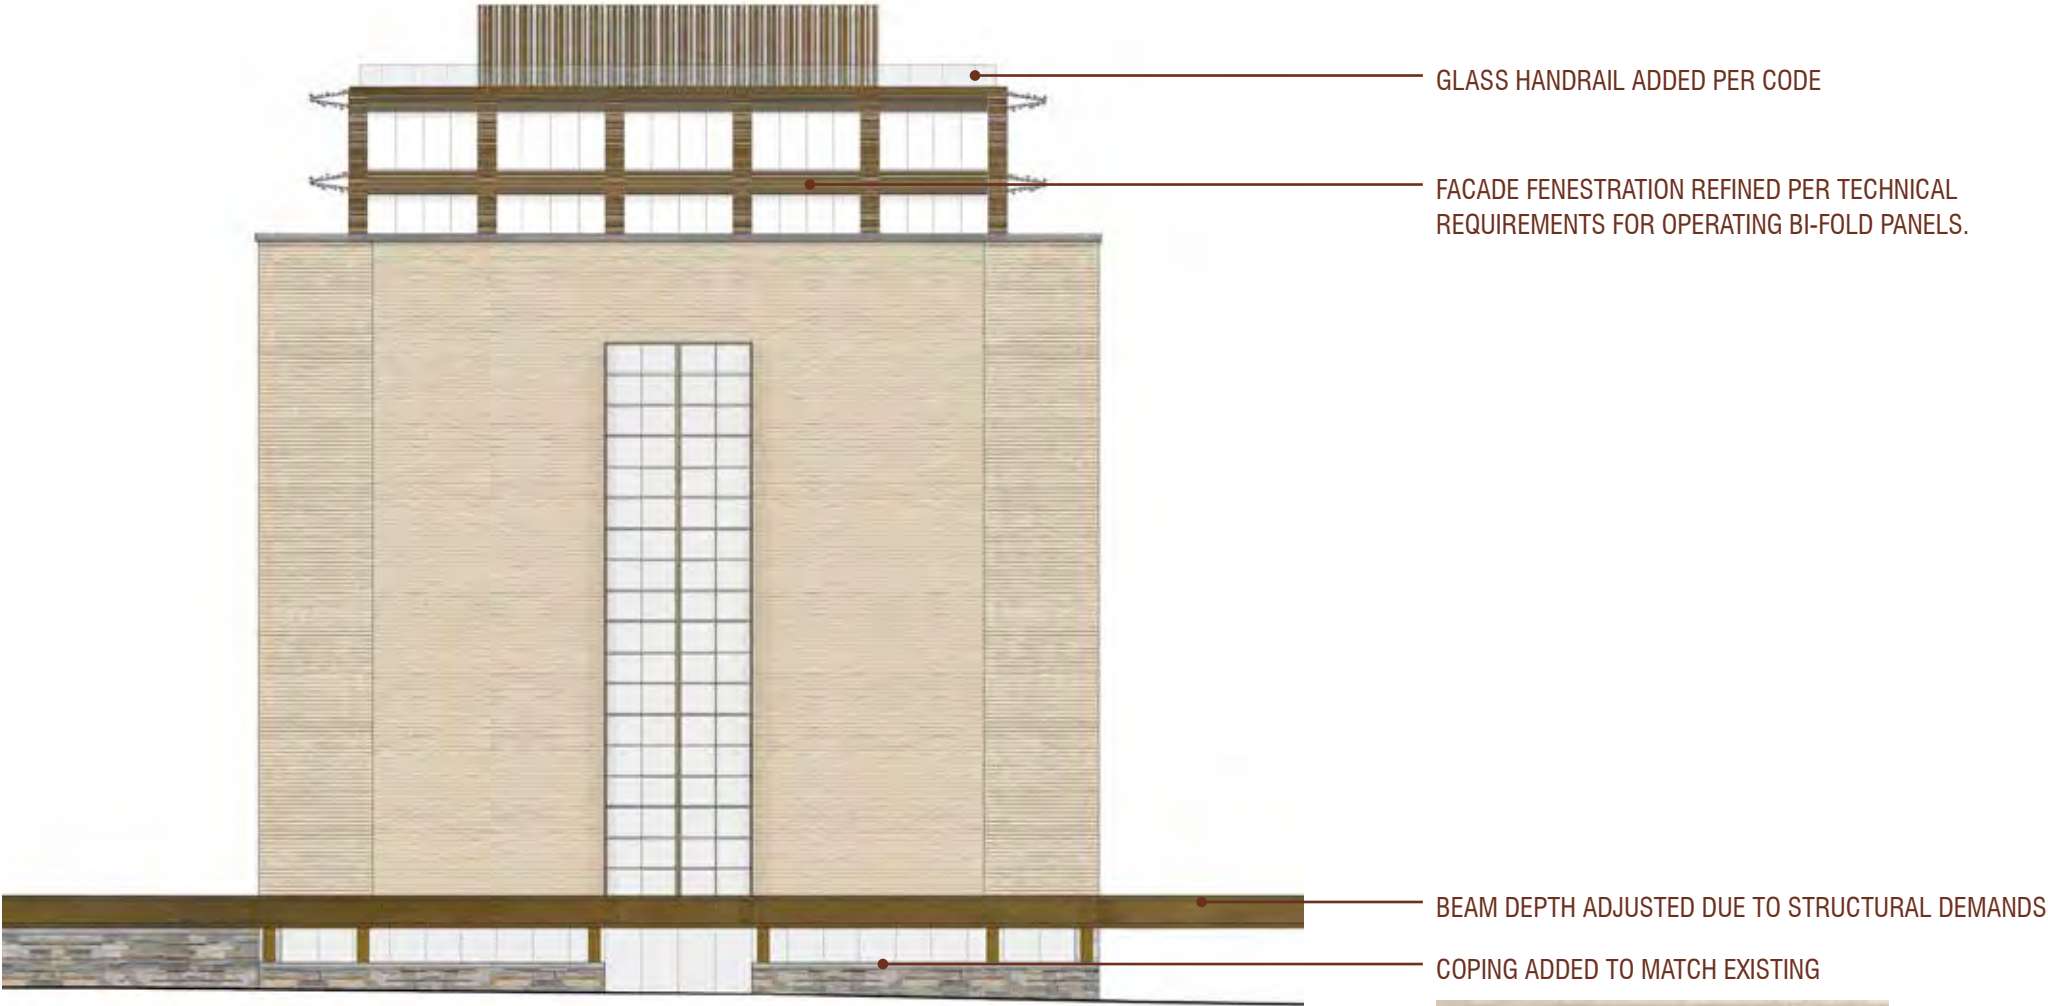 GLASS HANDRAIL ADDED PER CODE
FACADE FENESTRATION REFINED PER TECHNICAL
REQUIREMENTS FOR OPERATING BI-FOLD PANELS.
BEAM DEPTH ADJUSTED DUE TO STRUCTURAL DEMANDS
COPING ADDED TO MATCH EXISTING